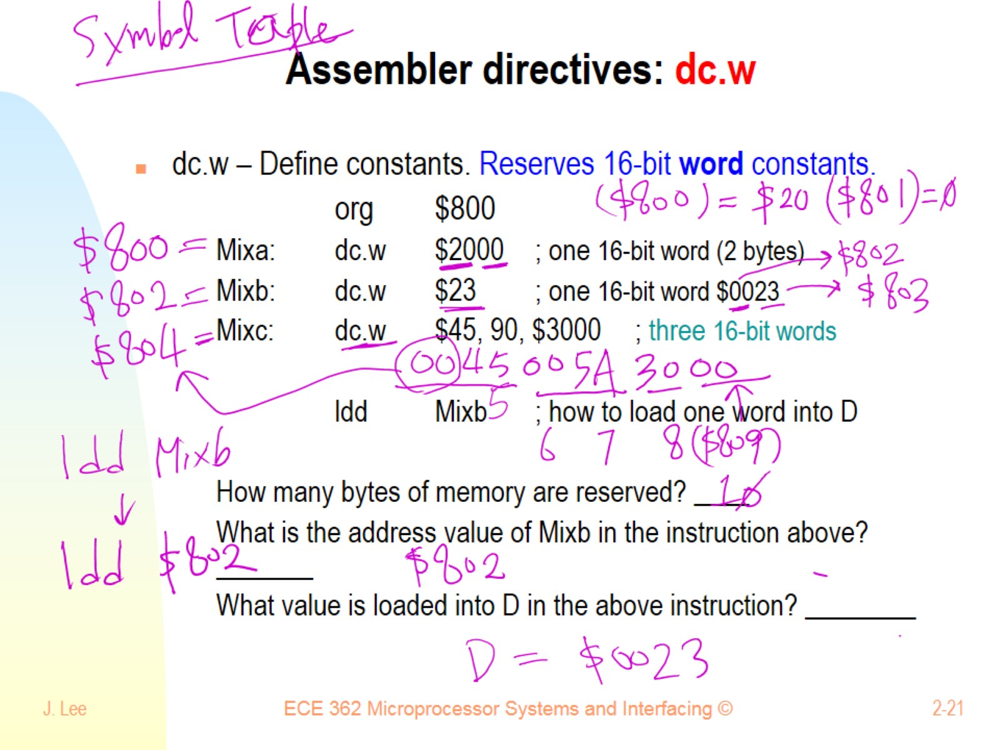 Symbol Table
Assembler directives: dc.w
dc.w – Define constants. Reserves 16-bit word constants.
($800) = $20 ($801) = 0
org $800
$800 = Mixa: dc.w $2000 ; one 16-bit word (2 bytes) → $802
$802 = Mixb: dc.w $23 ; one 16-bit word $0023 → $803
$804 = Mixc: dc.w $45, 90, $3000 ; three 16-bit words
0045 005A 3000
ldd Mixb 5 ; how to load one word into D
6 7 8 ($809)
ldd Mixb
How many bytes of memory are reserved? 10
↓
What is the address value of Mixb in the instruction above?
ldd $802 ______ $802
What value is loaded into D in the above instruction? _______
D = $0023
J. Lee ECE 362 Microprocessor Systems and Interfacing © 2-21